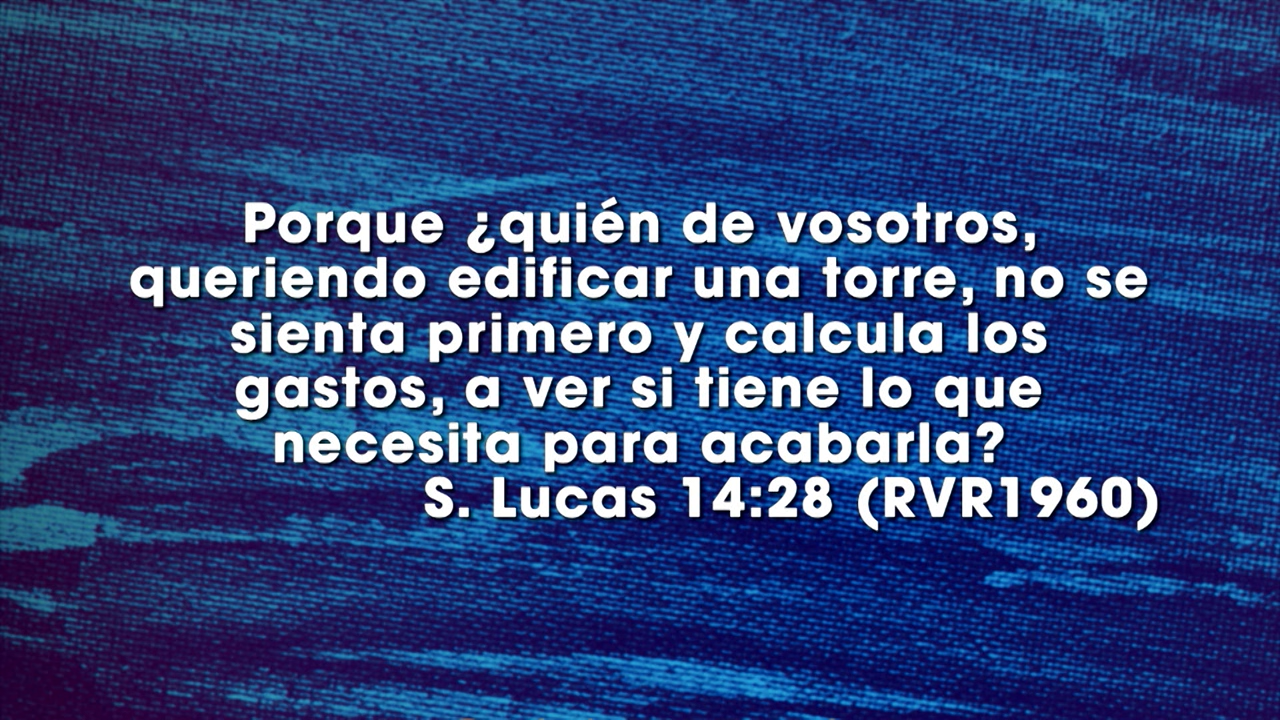 Porque ¿quién de vosotros,
queriendo edificar una torre, no se
sienta primero y calcula los
gastos, a ver si tiene lo que
necesita para acabarla?
S. Lucas 14:28 (RVR1960)